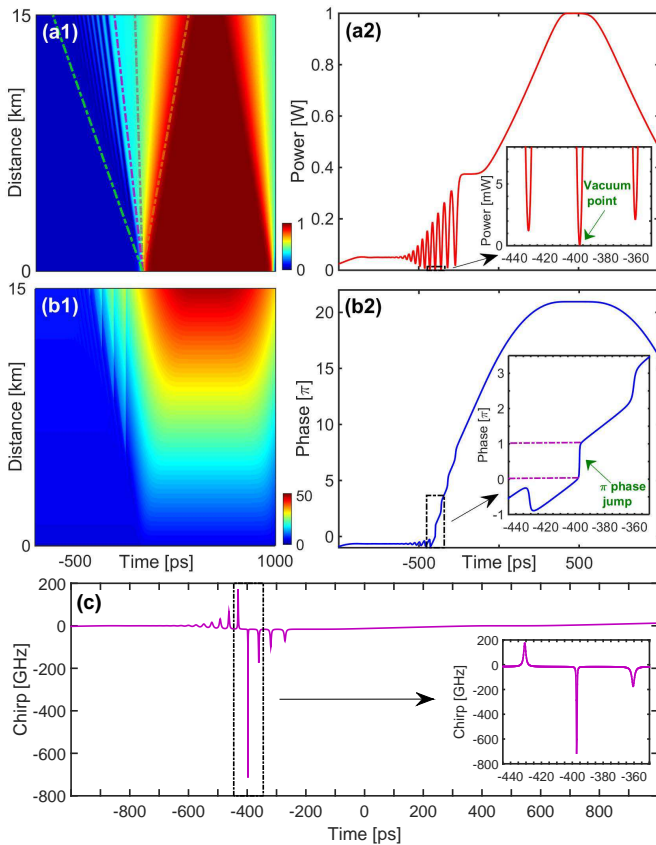 (a1)
15
Distance [km]
0
1
0
(a2)
1
0.8
0.6
0.4
0.2
0
Power [W]
Power [mW]
5
0
Vacuum
point
-440 -420 -400 -380 -360
(b1)
15
Distance [km]
0
-500
Time [ps]
1000
50
0
(b2)
20
15
10
5
0
Phase [π]
Phase [π]
3
2
1
0
-1
π phase
jump
-440
-400
-360
-500
Time [ps]
500
(c)
200
0
-200
-400
-600
-800
Chirp [GHz]
Chirp [GHz]
200
0
-200
-400
-600
-800
-440 -420 -400 -380 -360
-800
-600
-400
-200
0
200
400
600
800
Time [ps]